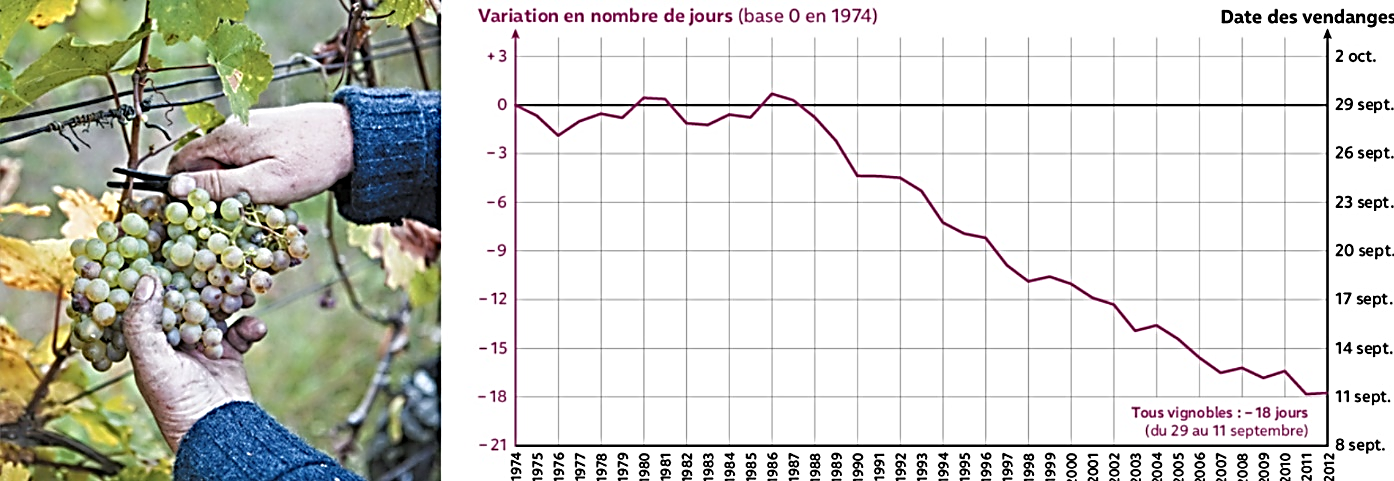 Variation en nombre de jours (base 0 en 1974)
Date des vendanges
+3
2 oct.
0
29 sept.
−3
26 sept.
−6
23 sept.
−9
20 sept.
−12
17 sept.
−15
14 sept.
−18
11 sept.
Tous vignobles : −18 jours
(du 29 au 11 septembre)
−21
8 sept.
1974 1975 1976 1977 1978 1979 1980 1981 1982 1983 1984 1985 1986 1987 1988 1989 1990 1991 1992 1993 1994 1995 1996 1997 1998 1999 2000 2001 2002 2003 2004 2005 2006 2007 2008 2009 2010 2011 2012